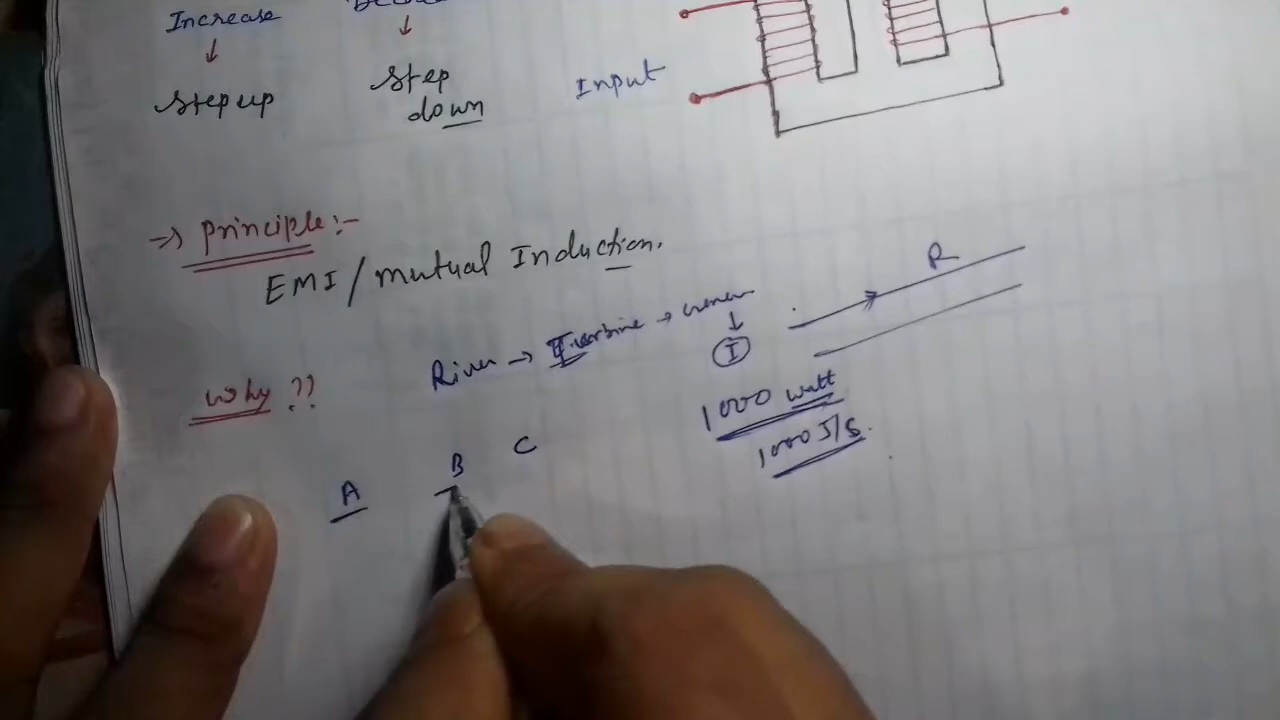 Increase
Step up
Step
down
Input
=> Principle:-
EMI / mutual Induction.
R
River → Turbine →
I
Why ??
1000 watt
1000 J/s.
A B C